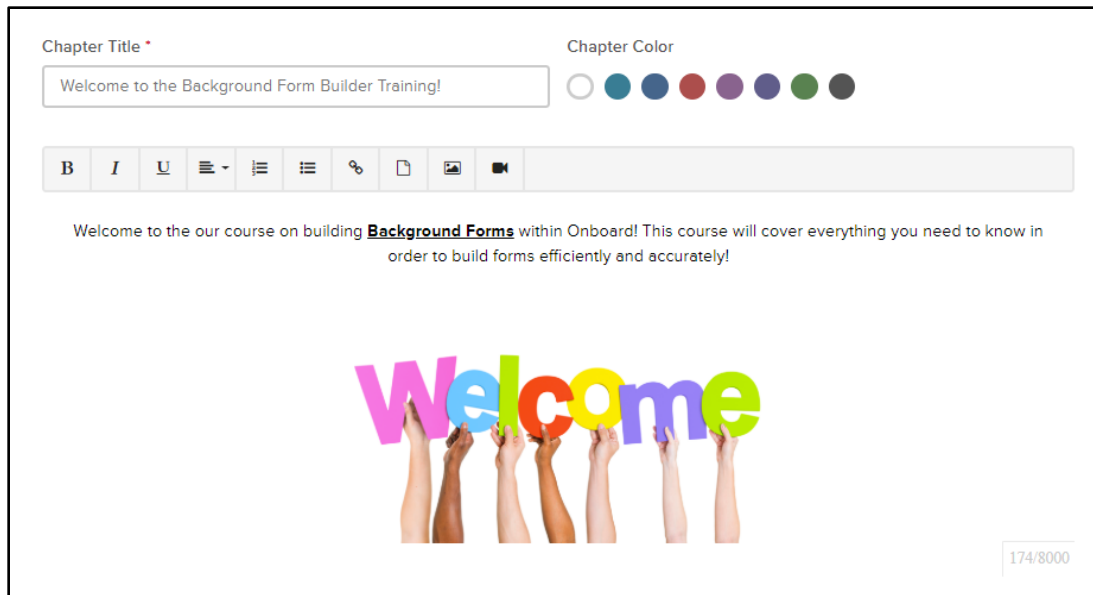 Chapter Title *
Chapter Color
Welcome to the Background Form Builder Training!
B I U
Welcome to the our course on building Background Forms within Onboard! This course will cover everything you need to know in
order to build forms efficiently and accurately!
Welcome
174/8000